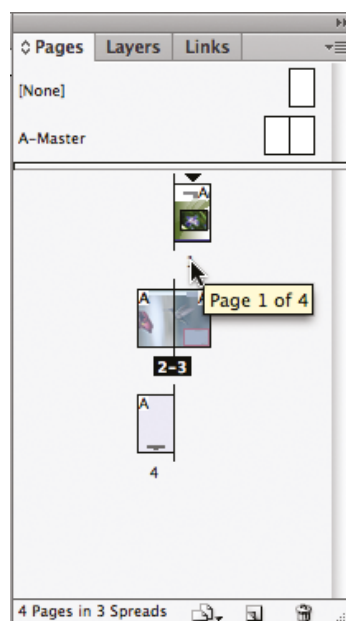 Pages Layers Links
[None]
A-Master
A
Page 1 of 4
A A
2-3
A
4
4 Pages in 3 Spreads